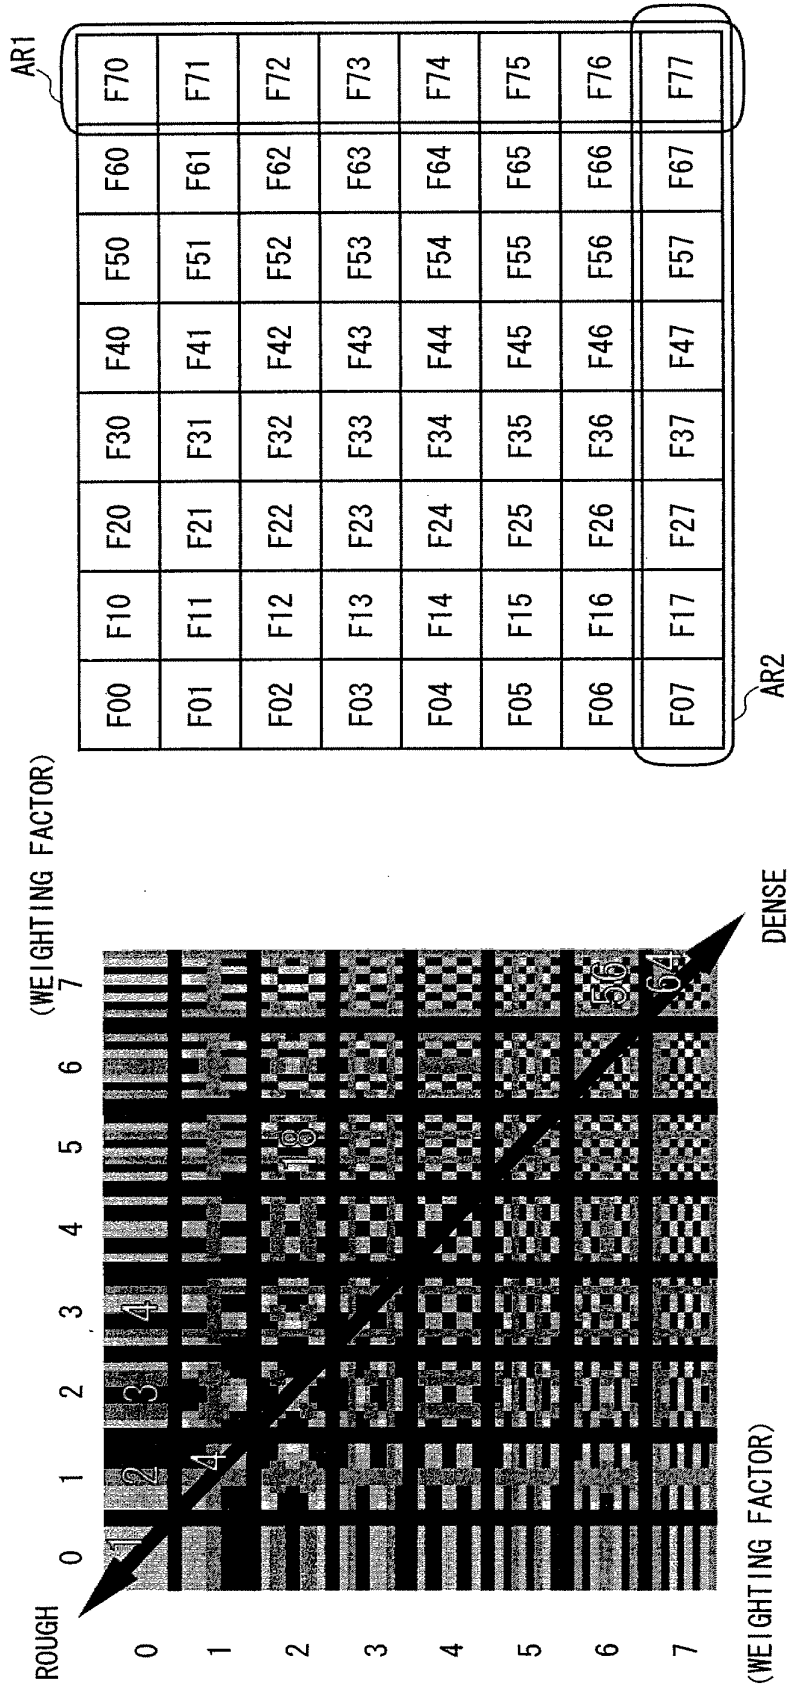 ROUGH
(WEIGHTING FACTOR)
0 1 2 3 4 5 6 7
0
1
2
3
4
5
6
7
(WEIGHTING FACTOR)
1 2 3 4
4
18
56
64
DENSE
AR1
F00 F10 F20 F30 F40 F50 F60 F70
F01 F11 F21 F31 F41 F51 F61 F71
F02 F12 F22 F32 F42 F52 F62 F72
F03 F13 F23 F33 F43 F53 F63 F73
F04 F14 F24 F34 F44 F54 F64 F74
F05 F15 F25 F35 F45 F55 F65 F75
F06 F16 F26 F36 F46 F56 F66 F76
F07 F17 F27 F37 F47 F57 F67 F77
AR2